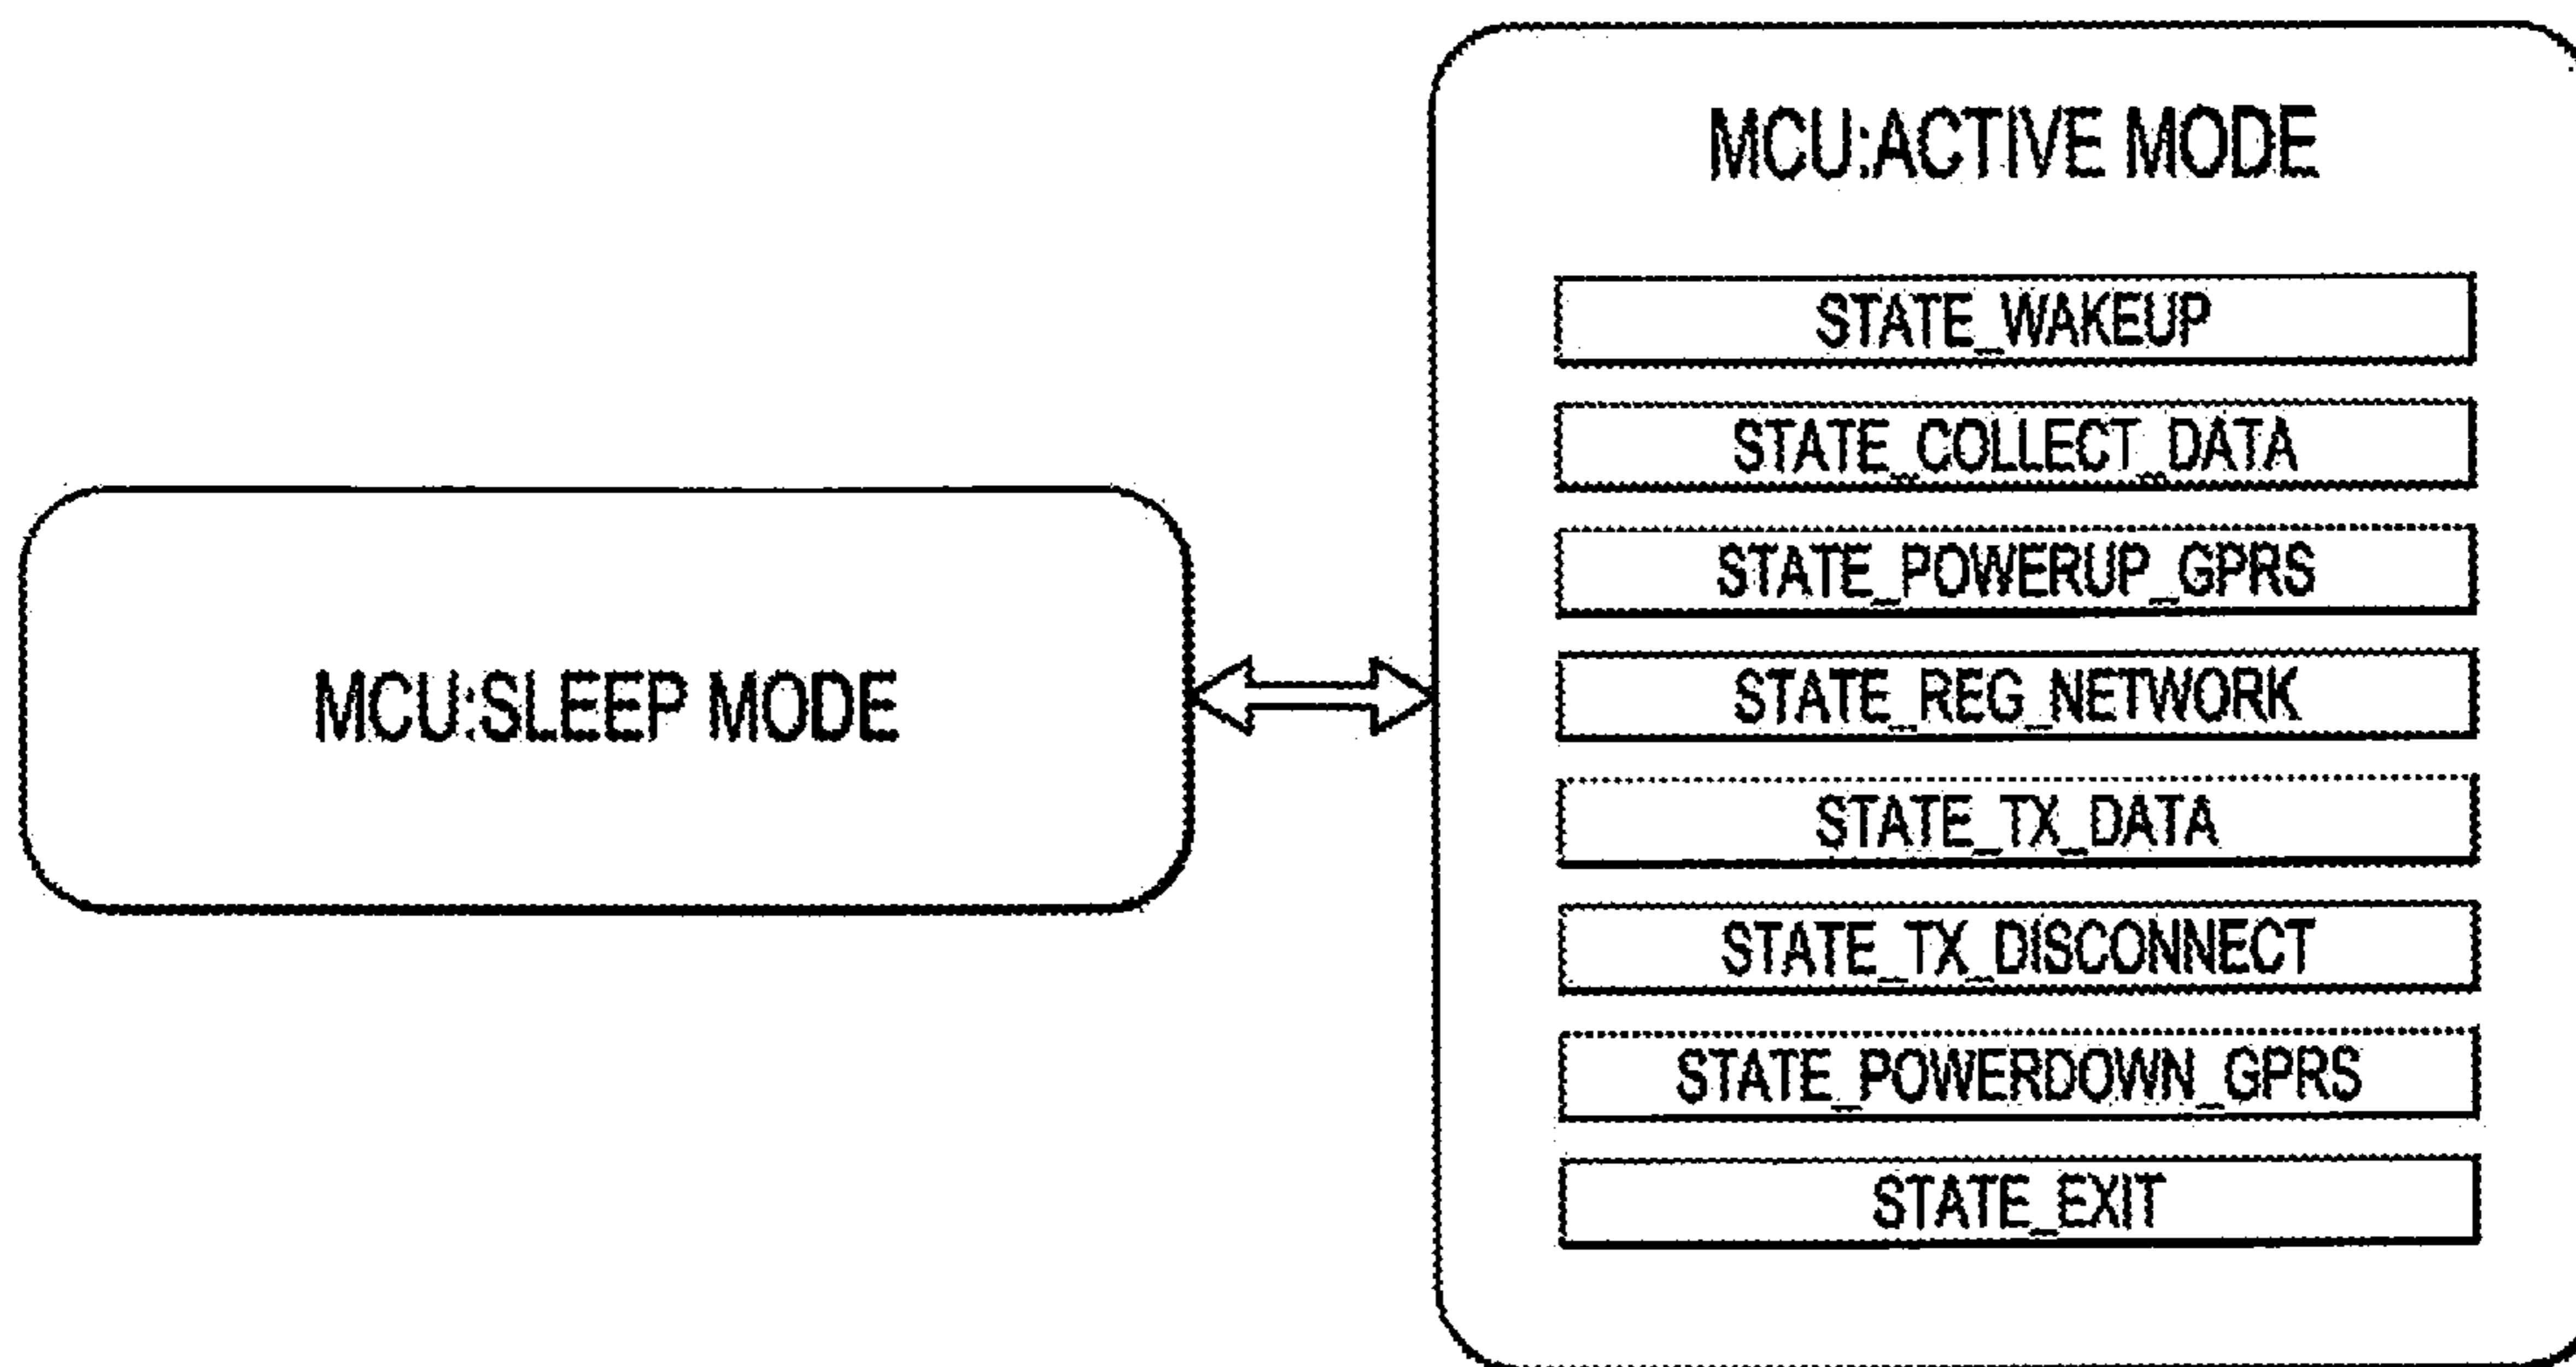 MCU:ACTIVE MODE
STATE_WAKEUP
STATE_COLLECT_DATA
STATE_POWERUP_GPRS
STATE_REG_NETWORK
STATE_TX_DATA
STATE_TX_DISCONNECT
STATE_POWERDOWN_GPRS
STATE_EXIT
MCU:SLEEP MODE